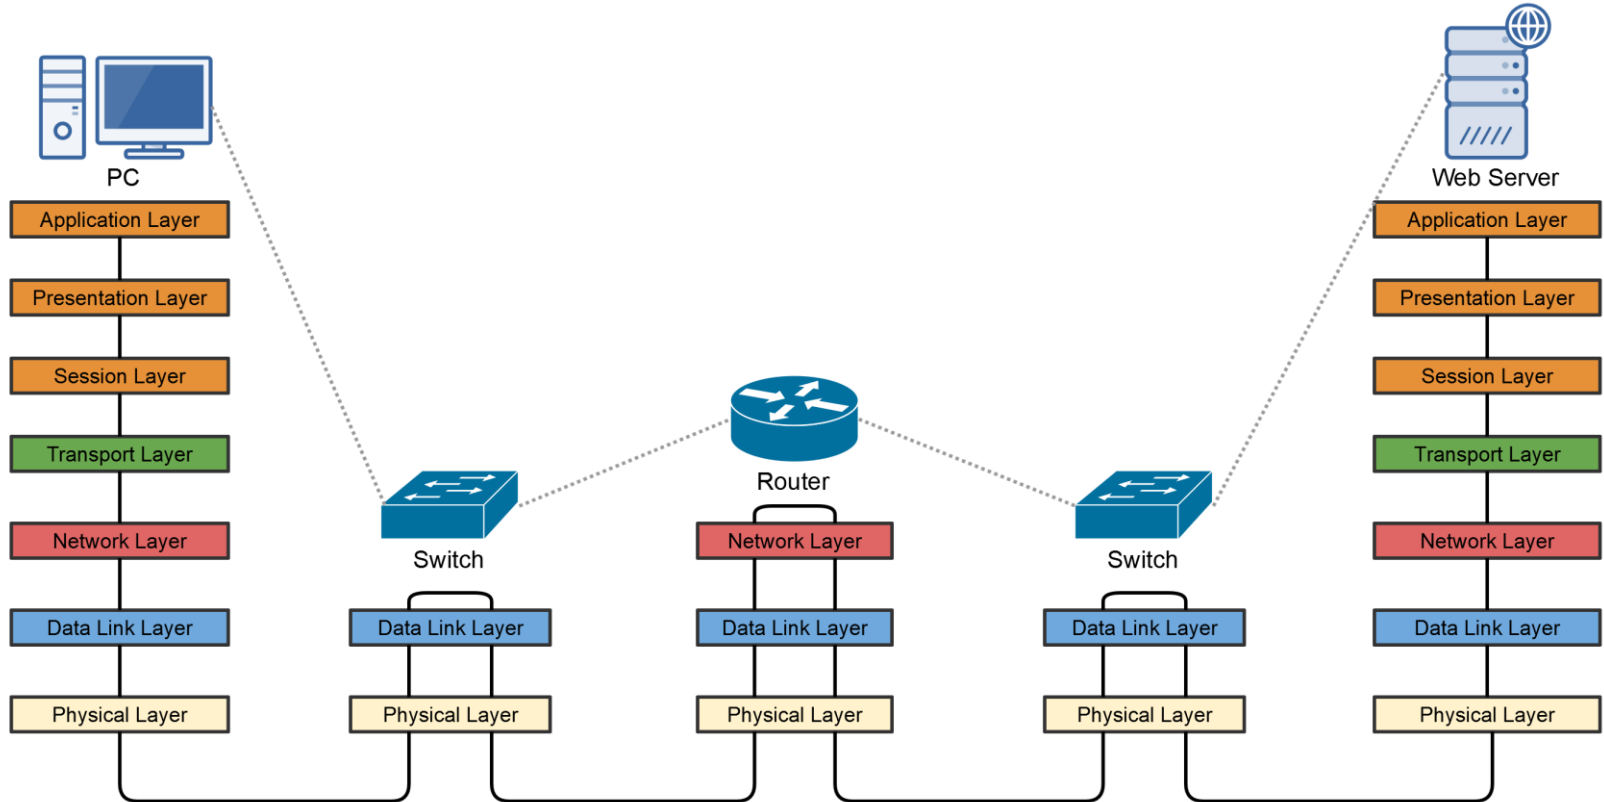 PC
Application Layer
Presentation Layer
Session Layer
Transport Layer
Network Layer
Data Link Layer
Physical Layer
Switch
Data Link Layer
Physical Layer
Router
Network Layer
Data Link Layer
Physical Layer
Switch
Data Link Layer
Physical Layer
Web Server
Application Layer
Presentation Layer
Session Layer
Transport Layer
Network Layer
Data Link Layer
Physical Layer